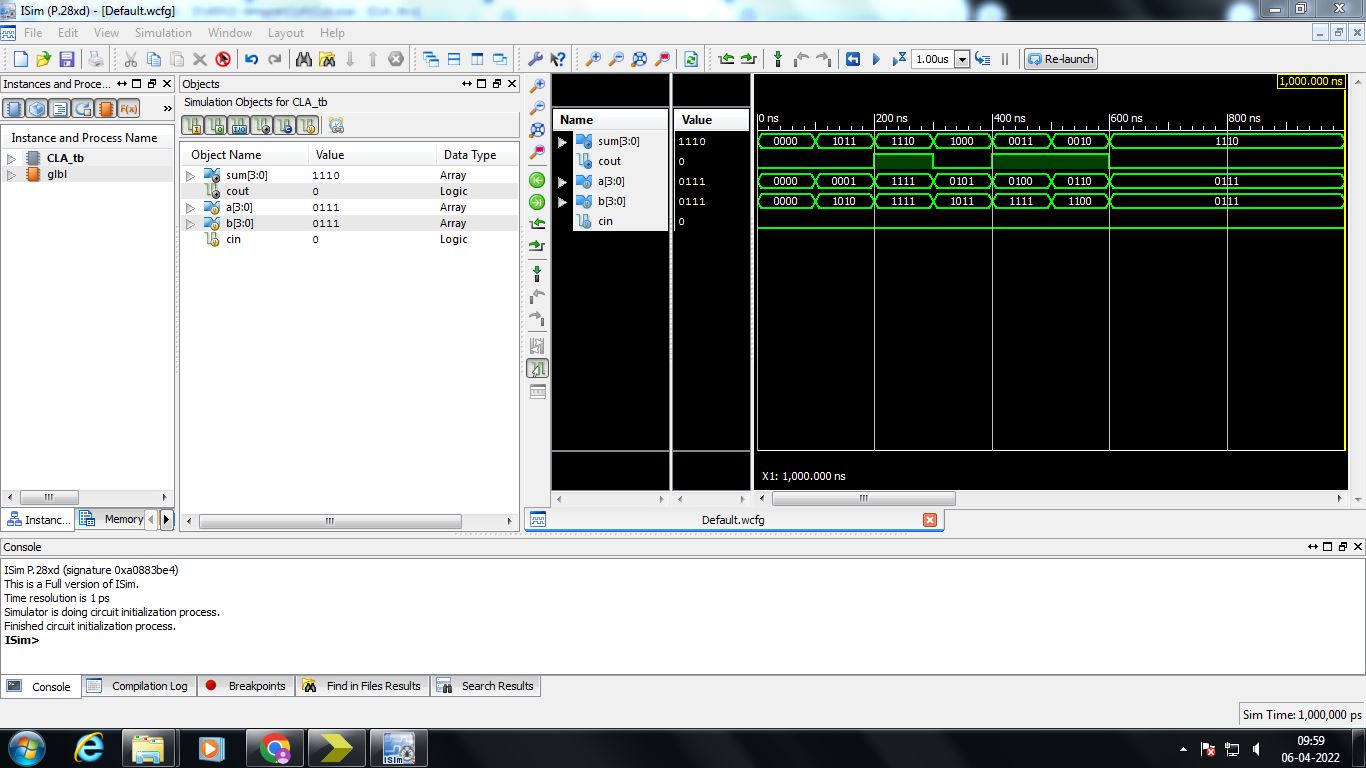 ISim (P.28xd) - [Default.wcfg]
File Edit View Simulation Window Layout Help
1.00us Re-launch
Instances and Proce...
F(x) »
Instance and Process Name
CLA_tb
glbl
Instanc... Memory
Objects
Simulation Objects for CLA_tb
Object Name Value Data Type
sum[3:0] 1110 Array
cout 0 Logic
a[3:0] 0111 Array
b[3:0] 0111 Array
cin 0 Logic
Name Value
sum[3:0] 1110
cout 0
a[3:0] 0111
b[3:0] 0111
cin 0
1,000.000 ns
0 ns 200 ns 400 ns 600 ns 800 ns
0000 1011 1110 1000 0011 0010 1110
0000 0001 1111 0101 0100 0110 0111
0000 1010 1111 1011 1111 1100 0111
X1: 1,000.000 ns
Default.wcfg
Console
ISim P.28xd (signature 0xa0883be4)
This is a Full version of ISim.
Time resolution is 1 ps
Simulator is doing circuit initialization process.
Finished circuit initialization process.
ISim>
Console Compilation Log Breakpoints Find in Files Results Search Results
Sim Time: 1,000,000 ps
ISim
09:59
06-04-2022